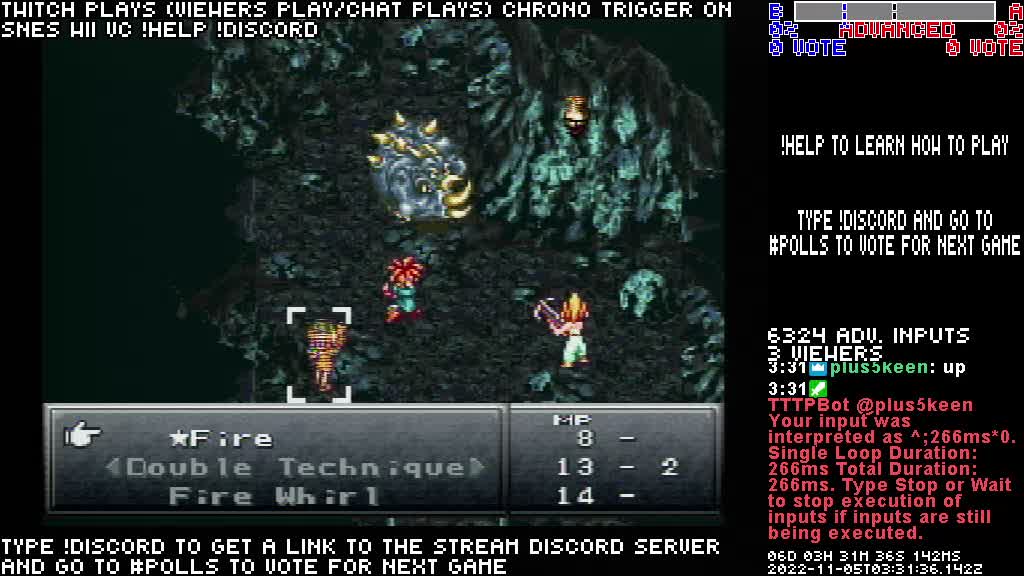 TWITCH PLAYS (VIEWERS PLAY/CHAT PLAYS) CHRONO TRIGGER ON
SNES WII VC !HELP !DISCORD
B A
0% ADVANCED 0%
0 VOTE 0 VOTE
!HELP TO LEARN HOW TO PLAY
TYPE !DISCORD AND GO TO
#POLLS TO VOTE FOR NEXT GAME
6324 ADV. INPUTS
3 VIEWERS
3:31 plus5keen: up
3:31
TTTPBot @plus5keen
Your input was
interpreted as ^;266ms*0.
Single Loop Duration:
266ms Total Duration:
266ms. Type Stop or Wait
to stop execution of
inputs if inputs are still
being executed.
06D 03H 31M 36S 142MS
2022-11-05T03:31:36.142Z
MP
★Fire 8 -
Double Technique 13 - 2
Fire Whirl 14 -
TYPE !DISCORD TO GET A LINK TO THE STREAM DISCORD SERVER
AND GO TO #POLLS TO VOTE FOR NEXT GAME